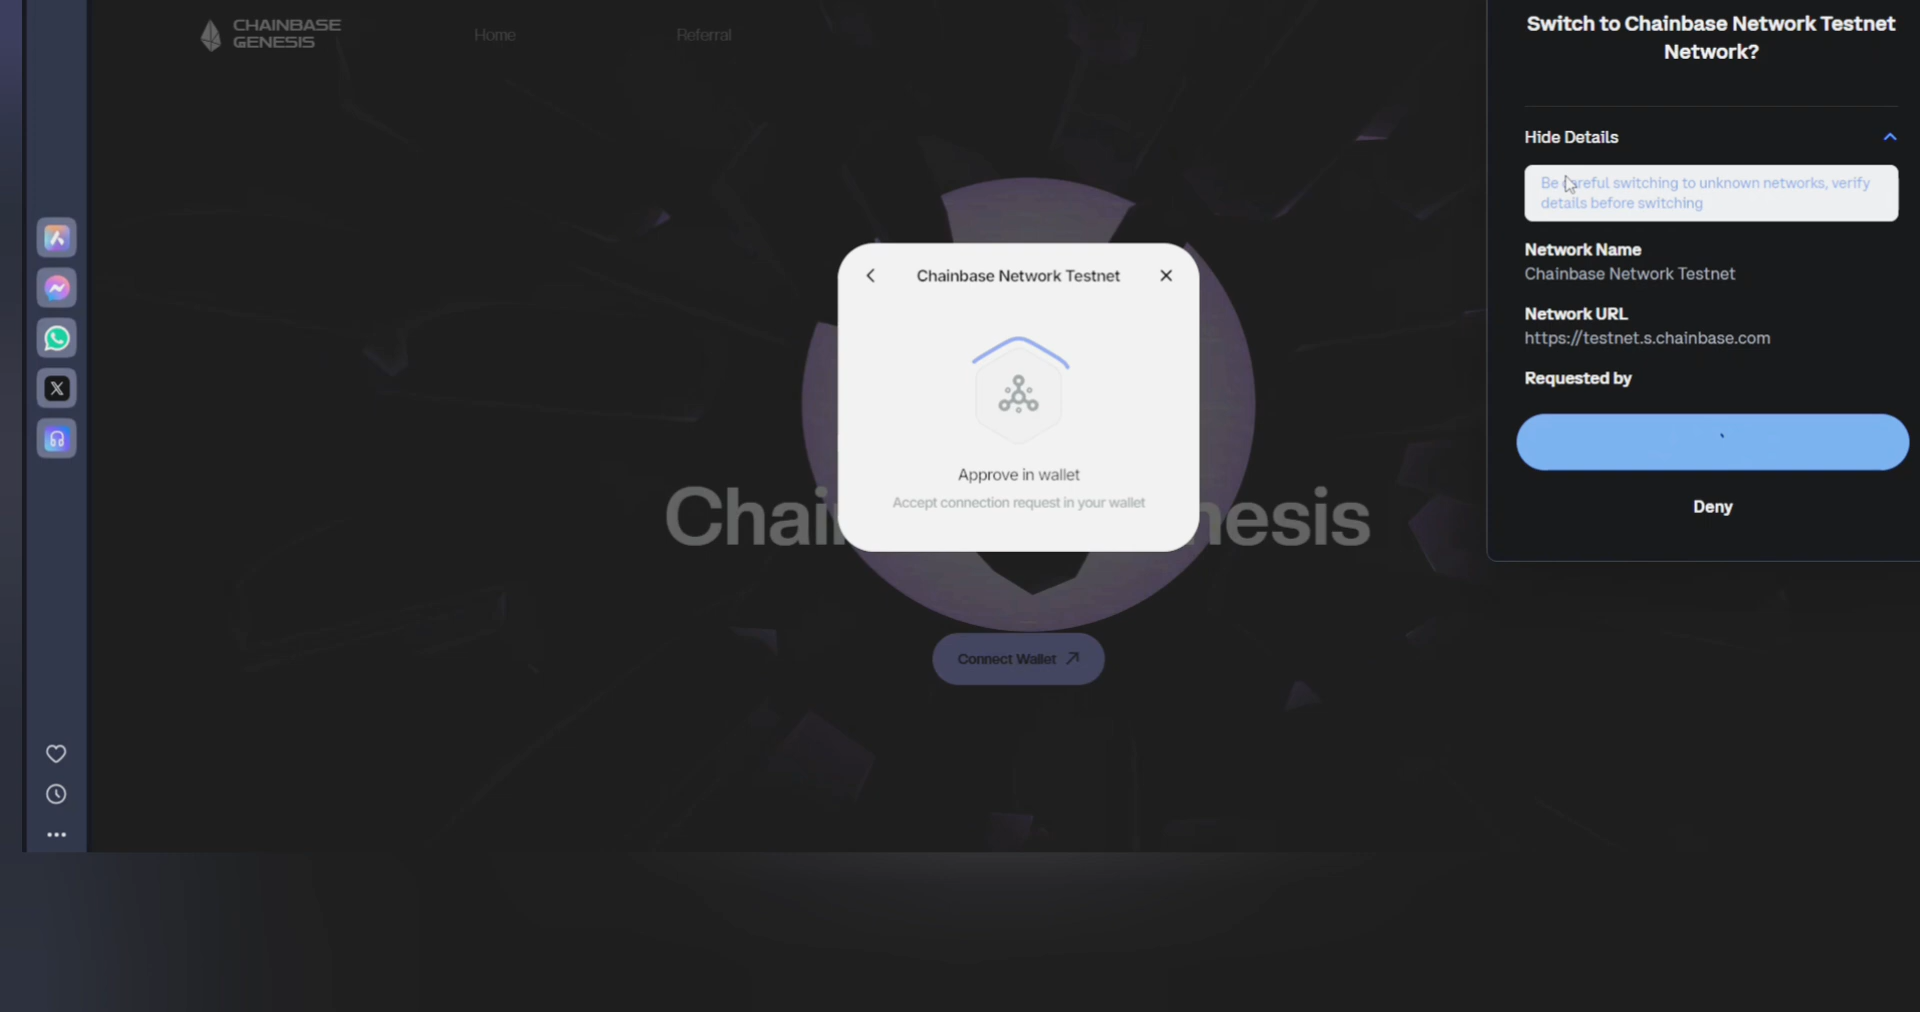 CHAINBASE
GENESIS
Home
Referral
Chainbase Network Testnet
Approve in wallet
Accept connection request in your wallet
Chai
nesis
Connect Wallet
Switch to Chainbase Network Testnet
Network?
Hide Details
Be careful switching to unknown networks, verify
details before switching
Network Name
Chainbase Network Testnet
Network URL
https://testnet.s.chainbase.com
Requested by
Deny